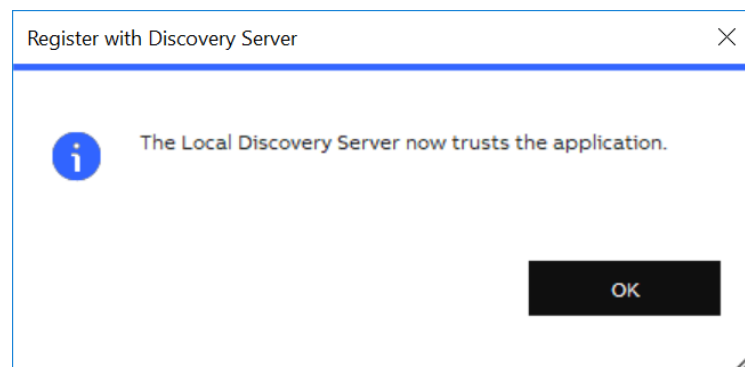 Register with Discovery Server
The Local Discovery Server now trusts the application.
OK